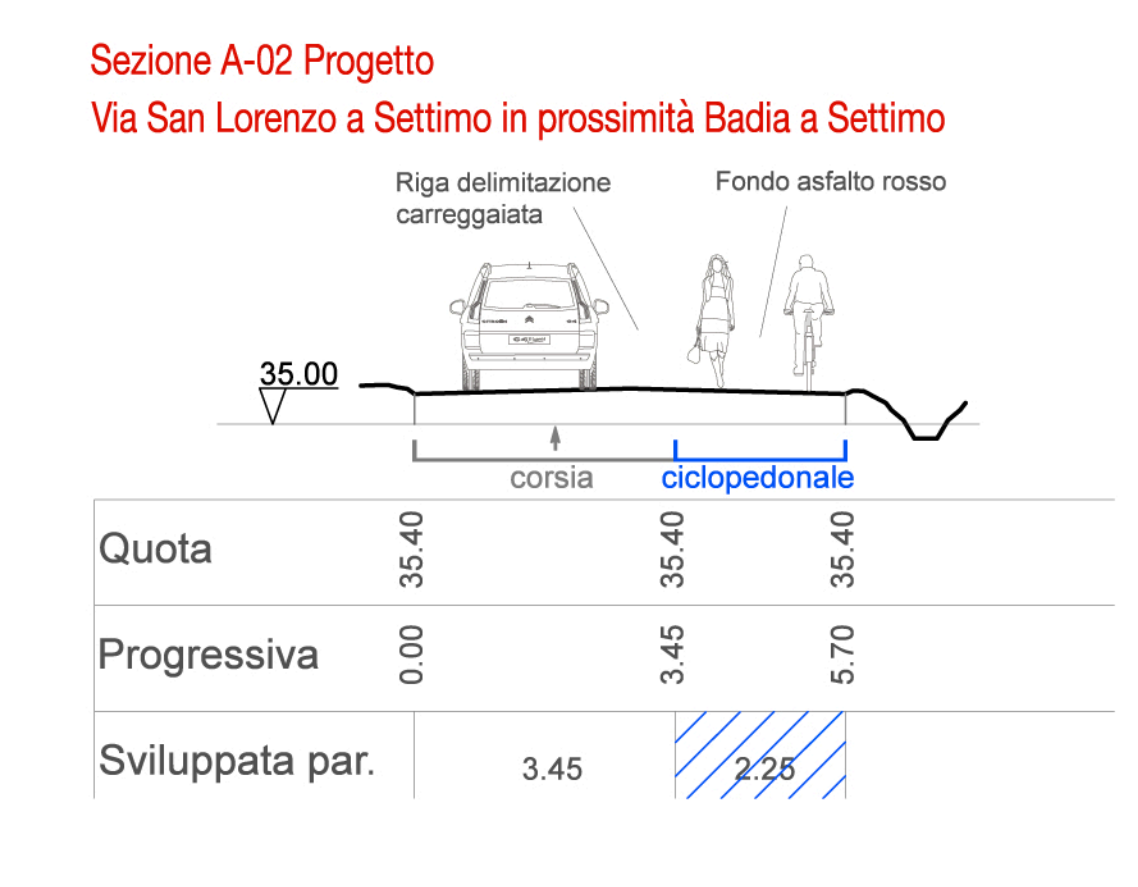 Sezione A-02 Progetto
Via San Lorenzo a Settimo in prossimità Badia a Settimo
Riga delimitazione
carreggaiata
Fondo asfalto rosso
35.00
corsia
ciclopedonale
Quota
35.40
35.40
35.40
Progressiva
0.00
3.45
5.70
Sviluppata par.
3.45
2.25